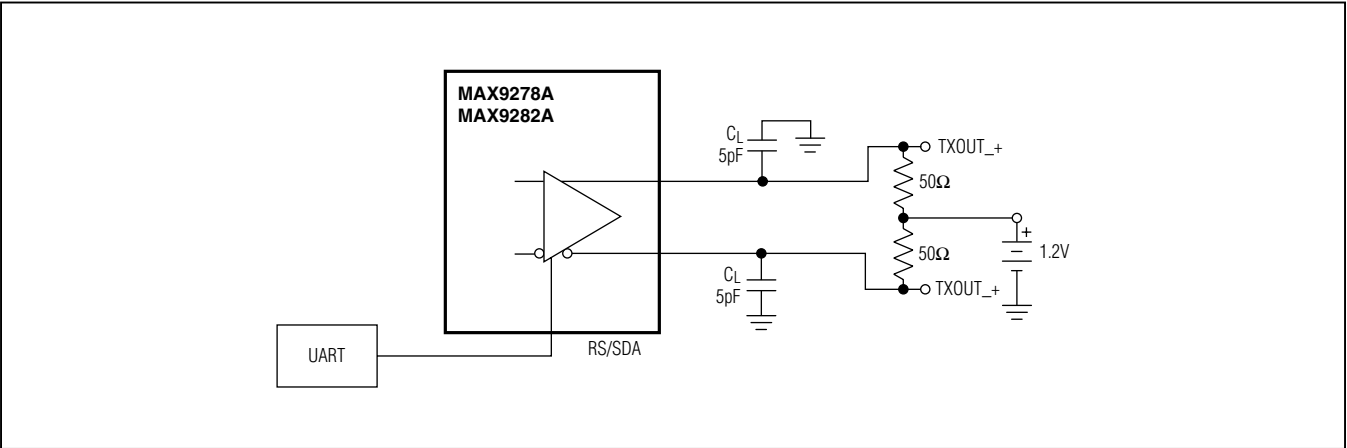 MAX9278A
MAX9282A
CL
5pF
TXOUT_+
50Ω
+
1.2V
50Ω
CL
5pF
TXOUT_+
RS/SDA
UART